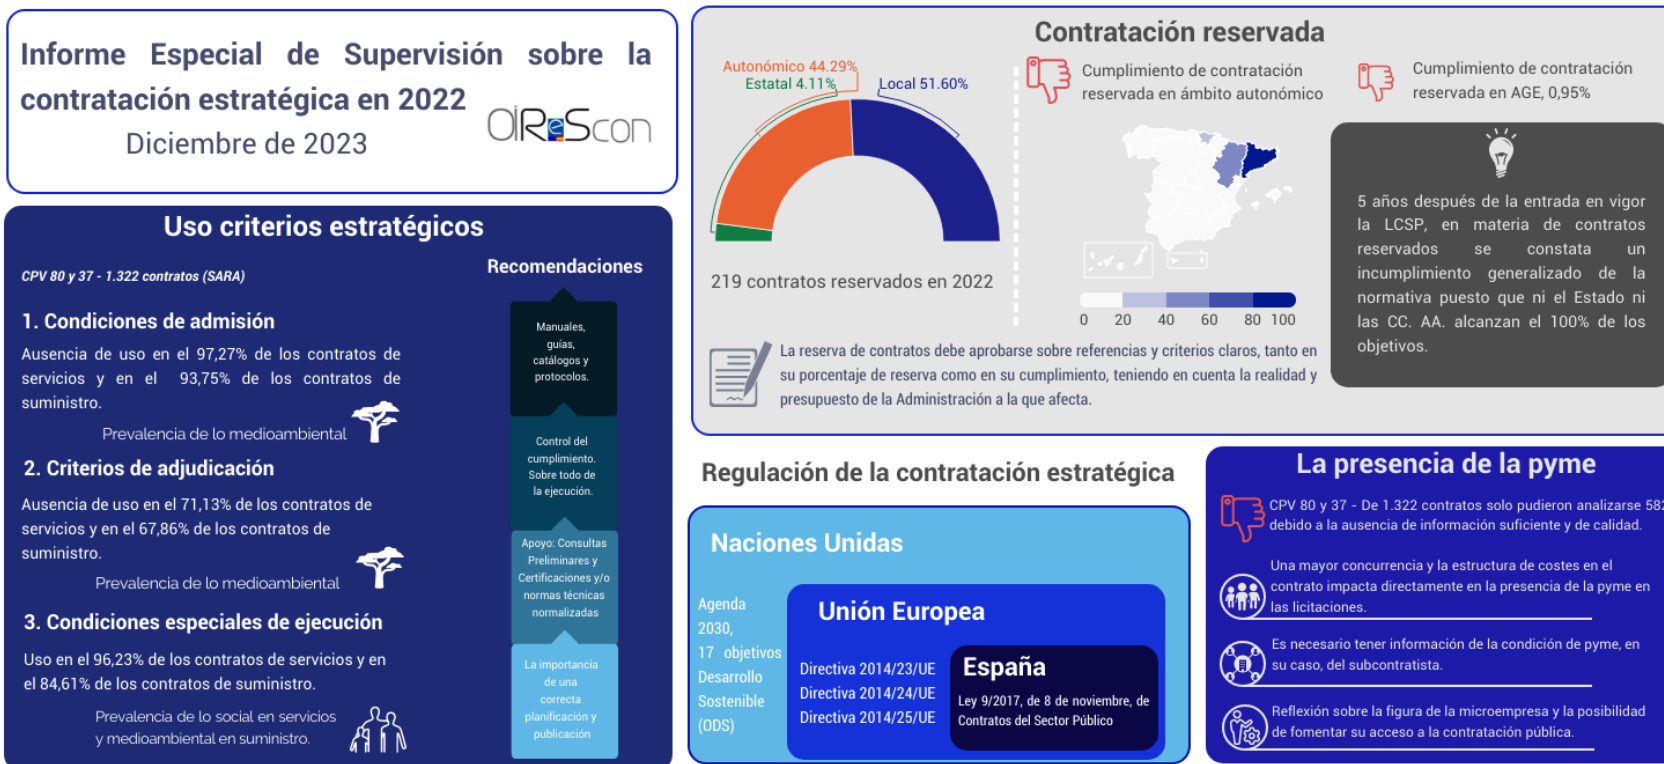 Informe Especial de Supervisión sobre la
contratación estratégica en 2022
Diciembre de 2023
OIReScon
Uso criterios estratégicos
CPV 80 y 37 - 1.322 contratos (SARA)
1. Condiciones de admisión
Ausencia de uso en el 97,27% de los contratos de
servicios y en el 93,75% de los contratos de
suministro.
Prevalencia de lo medioambiental
2. Criterios de adjudicación
Ausencia de uso en el 71,13% de los contratos de
servicios y en el 67,86% de los contratos de
suministro.
Prevalencia de lo medioambiental
3. Condiciones especiales de ejecución
Uso en el 96,23% de los contratos de servicios y en
el 84,61% de los contratos de suministro.
Prevalencia de lo social en servicios
y medioambiental en suministro.
Recomendaciones
Manuales,
guías,
catálogos y
protocolos.
Control del
cumplimiento.
Sobre todo de
la ejecución.
Apoyo: Consultas
Preliminares y
Certificaciones y/o
normas técnicas
normalizadas
La importancia
de una
correcta
planificación y
publicación
Contratación reservada
Autonómico 44.29%
Estatal 4.11%
Local 51.60%
219 contratos reservados en 2022
Cumplimiento de contratación
reservada en ámbito autonómico
0 20 40 60 80 100
Cumplimiento de contratación
reservada en AGE, 0,95%
5 años después de la entrada en vigor
la LCSP, en materia de contratos
reservados se constata un
incumplimiento generalizado de la
normativa puesto que ni el Estado ni
las CC. AA. alcanzan el 100% de los
objetivos.
La reserva de contratos debe aprobarse sobre referencias y criterios claros, tanto en
su porcentaje de reserva como en su cumplimiento, teniendo en cuenta la realidad y
presupuesto de la Administración a la que afecta.
Regulación de la contratación estratégica
Naciones Unidas
Agenda
2030,
17 objetivos
Desarrollo
Sostenible
(ODS)
Unión Europea
Directiva 2014/23/UE
Directiva 2014/24/UE
Directiva 2014/25/UE
España
Ley 9/2017, de 8 de noviembre, de
Contratos del Sector Público
La presencia de la pyme
CPV 80 y 37 - De 1.322 contratos solo pudieron analizarse 582
debido a la ausencia de información suficiente y de calidad.
Una mayor concurrencia y la estructura de costes en el
contrato impacta directamente en la presencia de la pyme en
las licitaciones.
Es necesario tener información de la condición de pyme, en
su caso, del subcontratista.
Reflexión sobre la figura de la microempresa y la posibilidad
de fomentar su acceso a la contratación pública.